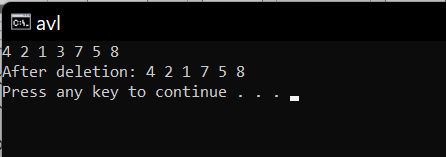 avl
4 2 1 3 7 5 8
After deletion: 4 2 1 7 5 8
Press any key to continue . . .